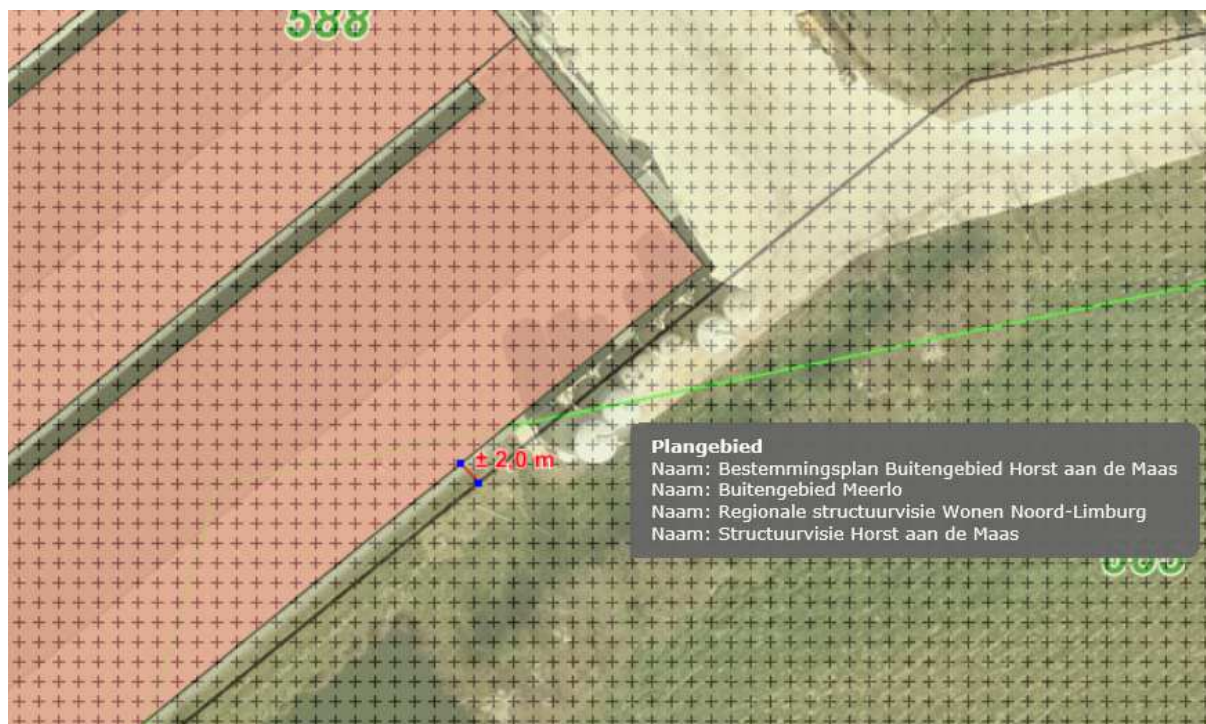 588
± 2,0 m
Plangebied
Naam: Bestemmingsplan Buitengebied Horst aan de Maas
Naam: Buitengebied Meerlo
Naam: Regionale structuurvisie Wonen Noord-Limburg
Naam: Structuurvisie Horst aan de Maas